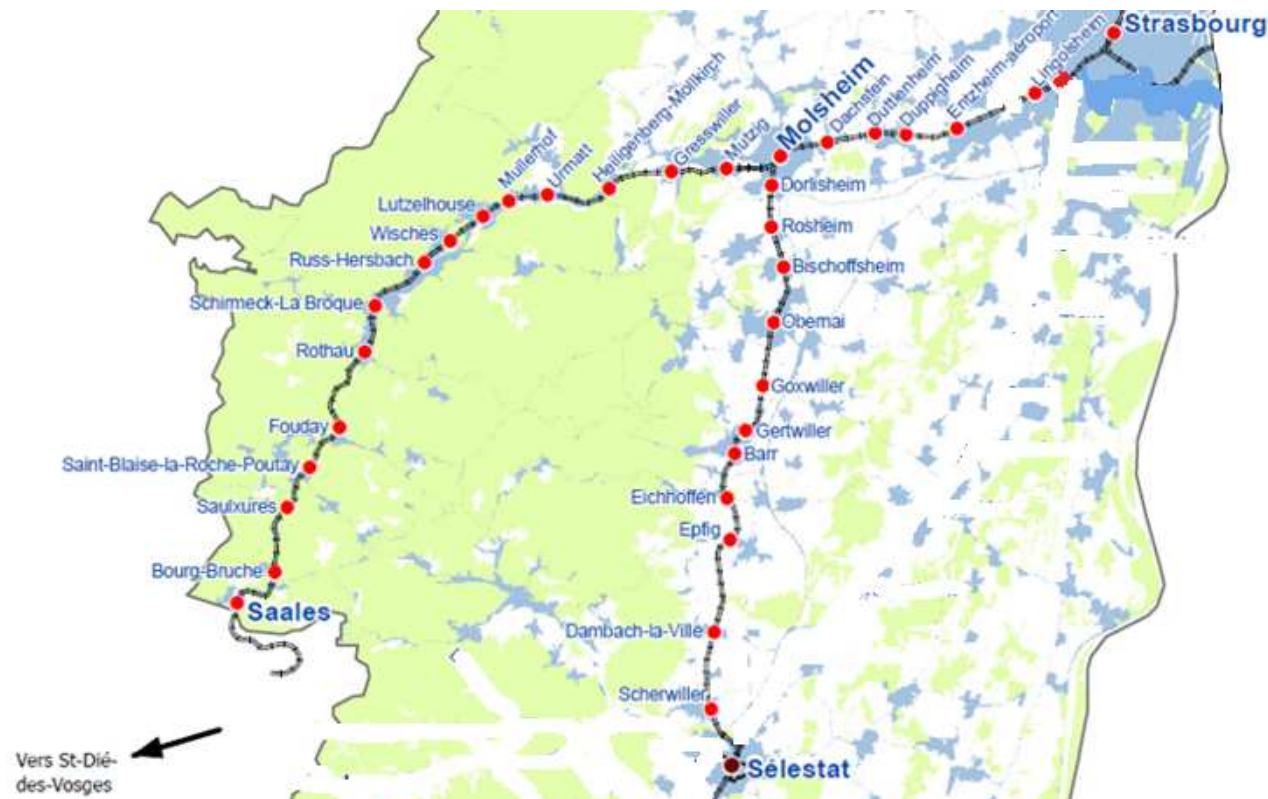 Strasbourg
Lingolsheim
Entzheim-aéroport
Duppigheim
Duttlenheim
Dachstein
Molsheim
Mutzig
Gresswiller
Heiligenberg-Mollkirch
Urmatt
Mullerhof
Lutzelhouse
Wisches
Russ-Hersbach
Schirmeck-La Broque
Rothau
Fouday
Saint-Blaise-la-Roche-Poutay
Saulxures
Bourg-Bruche
Saales
Dorlisheim
Rosheim
Bischoffsheim
Obernai
Goxwiller
Gertwiller
Barr
Eichhoffen
Epfig
Dambach-la-Ville
Scherwiller
Sélestat
Vers St-Dié-
des-Vosges